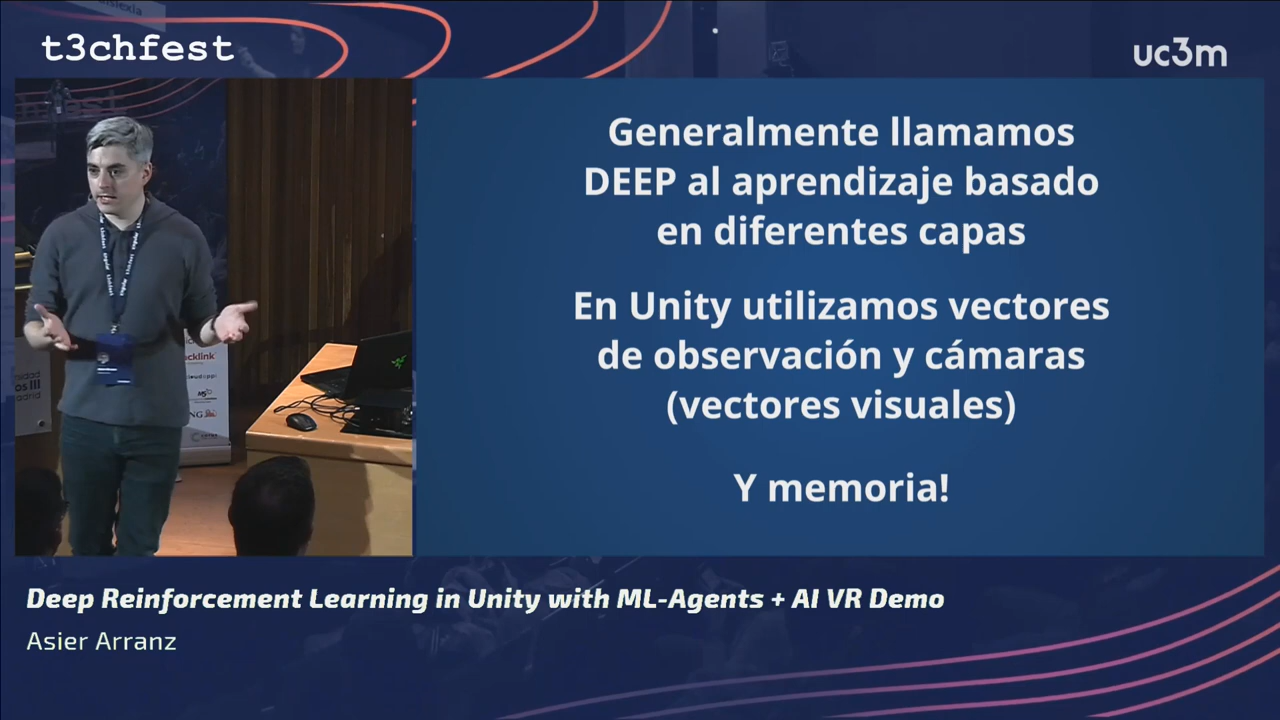 t3chfest
uc3m
Generalmente llamamos
DEEP al aprendizaje basado
en diferentes capas
En Unity utilizamos vectores
de observación y cámaras
(vectores visuales)
Y memoria!
Deep Reinforcement Learning in Unity with ML-Agents + AI VR Demo
Asier Arranz